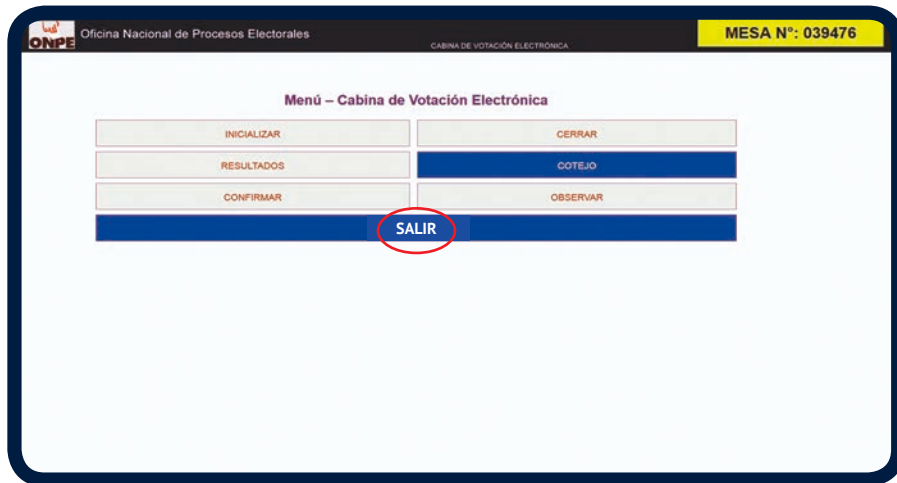 ONPE Oficina Nacional de Procesos Electorales
CABINA DE VOTACIÓN ELECTRÓNICA
MESA N°: 039476
Menú – Cabina de Votación Electrónica
INICIALIZAR CERRAR
RESULTADOS COTEJO
CONFIRMAR OBSERVAR
SALIR